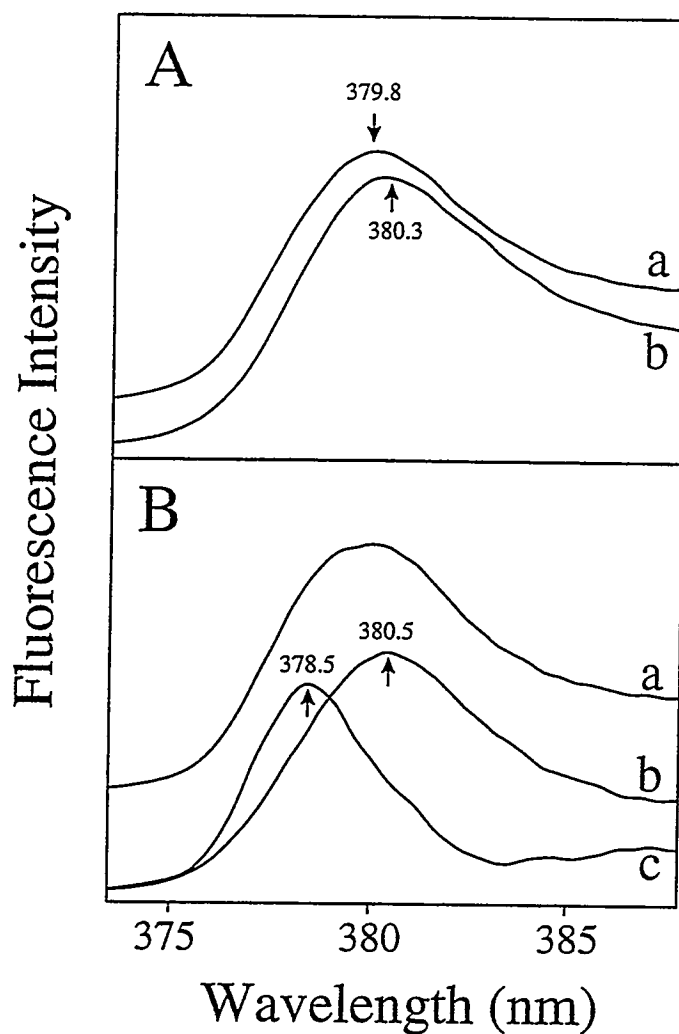 A
379.8
380.3
a
b
B
378.5
380.5
a
b
c
375
380
385
Wavelength (nm)
Fluorescence Intensity